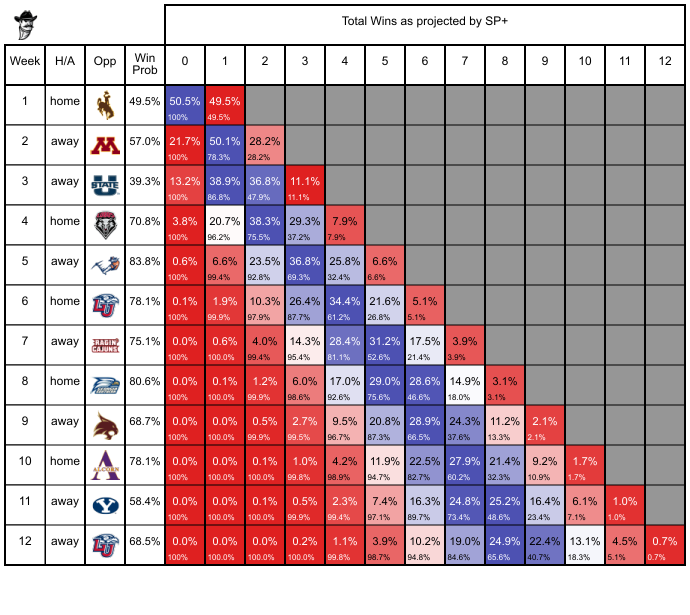 Total Wins as projected by SP+
Week H/A Opp Win Prob 0 1 2 3 4 5 6 7 8 9 10 11 12
1 home 49.5% 50.5% 49.5%
100% 49.5%
2 away M 57.0% 21.7% 50.1% 28.2%
100% 78.3% 28.2%
3 away U STATE 39.3% 13.2% 38.9% 36.8% 11.1%
100% 86.8% 47.9% 11.1%
4 home 70.8% 3.8% 20.7% 38.3% 29.3% 7.9%
100% 96.2% 75.5% 37.2% 7.9%
5 away 83.8% 0.6% 6.6% 23.5% 36.8% 25.8% 6.6%
100% 99.4% 92.8% 69.3% 32.4% 6.6%
6 home LU 78.1% 0.1% 1.9% 10.3% 26.4% 34.4% 21.6% 5.1%
100% 99.9% 97.9% 87.7% 61.2% 26.8% 5.1%
7 away RAGIN CAJUNS 75.1% 0.0% 0.6% 4.0% 14.3% 28.4% 31.2% 17.5% 3.9%
100% 100.0% 99.4% 95.4% 81.1% 52.6% 21.4% 3.9%
8 home 80.6% 0.0% 0.1% 1.2% 6.0% 17.0% 29.0% 28.6% 14.9% 3.1%
100% 100.0% 99.9% 98.6% 92.6% 75.6% 46.6% 18.0% 3.1%
9 away 68.7% 0.0% 0.0% 0.5% 2.7% 9.5% 20.8% 28.9% 24.3% 11.2% 2.1%
100% 100.0% 99.9% 99.5% 96.7% 87.3% 66.5% 37.6% 13.3% 2.1%
10 home A ALCORN 78.1% 0.0% 0.0% 0.1% 1.0% 4.2% 11.9% 22.5% 27.9% 21.4% 9.2% 1.7%
100% 100.0% 100.0% 99.8% 98.9% 94.7% 82.7% 60.2% 32.3% 10.9% 1.7%
11 away Y 58.4% 0.0% 0.0% 0.1% 0.5% 2.3% 7.4% 16.3% 24.8% 25.2% 16.4% 6.1% 1.0%
100% 100.0% 100.0% 99.9% 99.4% 97.1% 89.7% 73.4% 48.6% 23.4% 7.1% 1.0%
12 away LU 68.5% 0.0% 0.0% 0.0% 0.2% 1.1% 3.9% 10.2% 19.0% 24.9% 22.4% 13.1% 4.5% 0.7%
100% 100.0% 100.0% 100.0% 99.8% 98.7% 94.8% 84.6% 65.6% 40.7% 18.3% 5.1% 0.7%